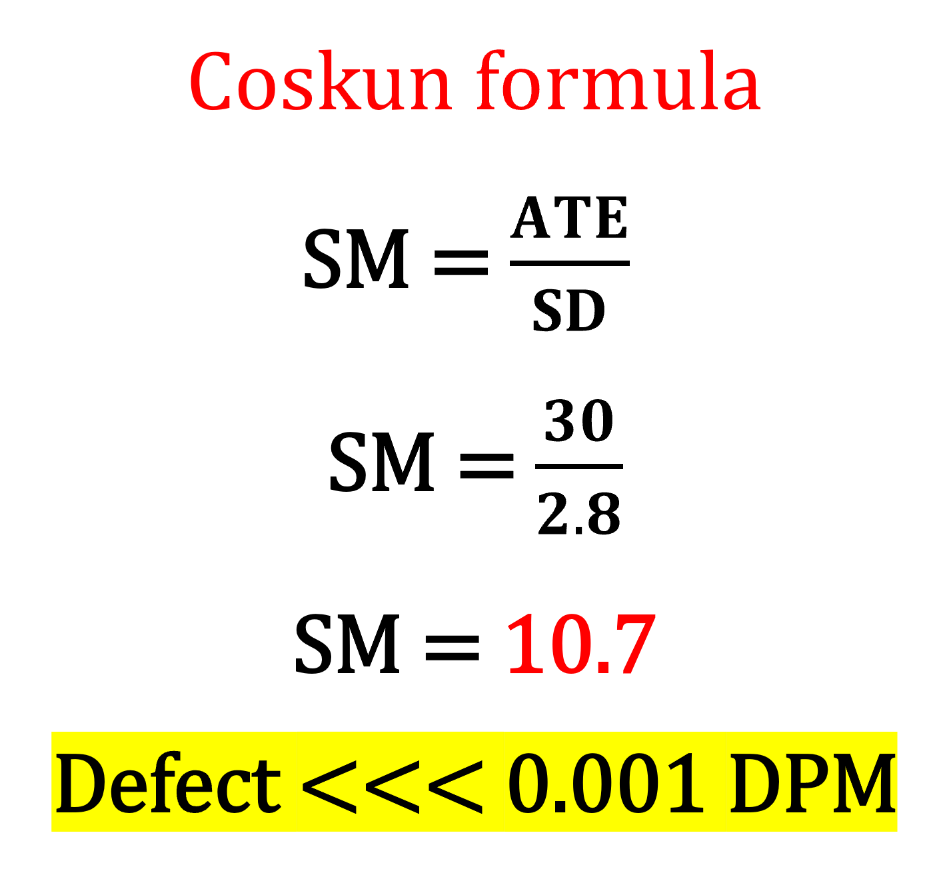 Coskun formula
SM = ATE / SD
SM = 30 / 2.8
SM = 10.7
Defect <<< 0.001 DPM